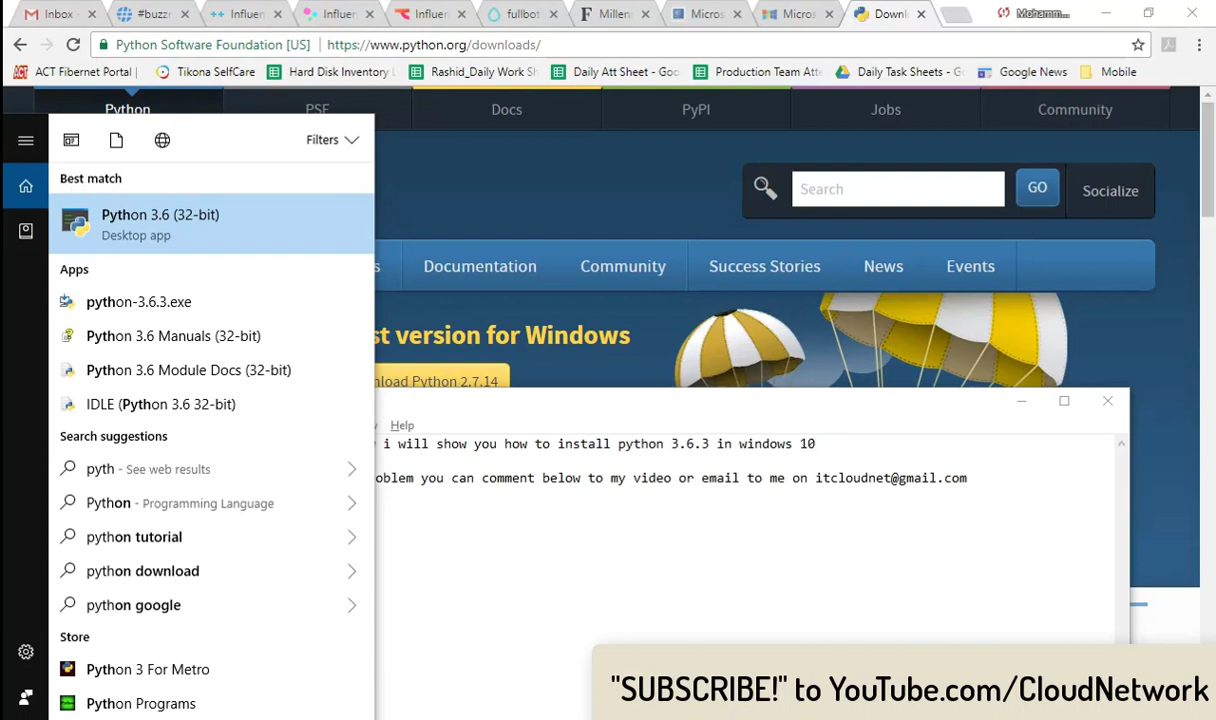 Inbox -
#buzz
Influen
Influen
Influen
fullbot
Millen
Micros
Micros
Downl
Mohamm...
Python Software Foundation [US]
https://www.python.org/downloads/
ACT Fibernet Portal |
Tikona SelfCare
Hard Disk Inventory
Rashid_Daily Work S
Daily Att Sheet - Goo
Production Team Atte
Daily Task Sheets - G
Google News
Mobile
Python
PSF
Docs
PyPI
Jobs
Community
Filters
Best match
Python 3.6 (32-bit)
Desktop app
Apps
python-3.6.3.exe
Python 3.6 Manuals (32-bit)
Python 3.6 Module Docs (32-bit)
IDLE (Python 3.6 32-bit)
Search suggestions
pyth - See web results
Python - Programming Language
python tutorial
python download
python google
Store
Python 3 For Metro
Python Programs
Search
GO
Socialize
s
Documentation
Community
Success Stories
News
Events
st version for Windows
nload Python 2.7.14
Help
i will show you how to install python 3.6.3 in windows 10
oblem you can comment below to my video or email to me on itcloudnet@gmail.com
"SUBSCRIBE!" to YouTube.com/CloudNetwork